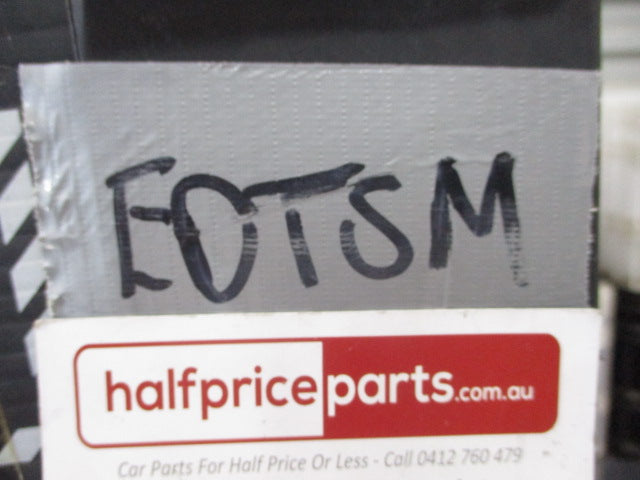 EOTSM
halfpriceparts.com.au
Car Parts For Half Price Or Less - Call 0412 760 479